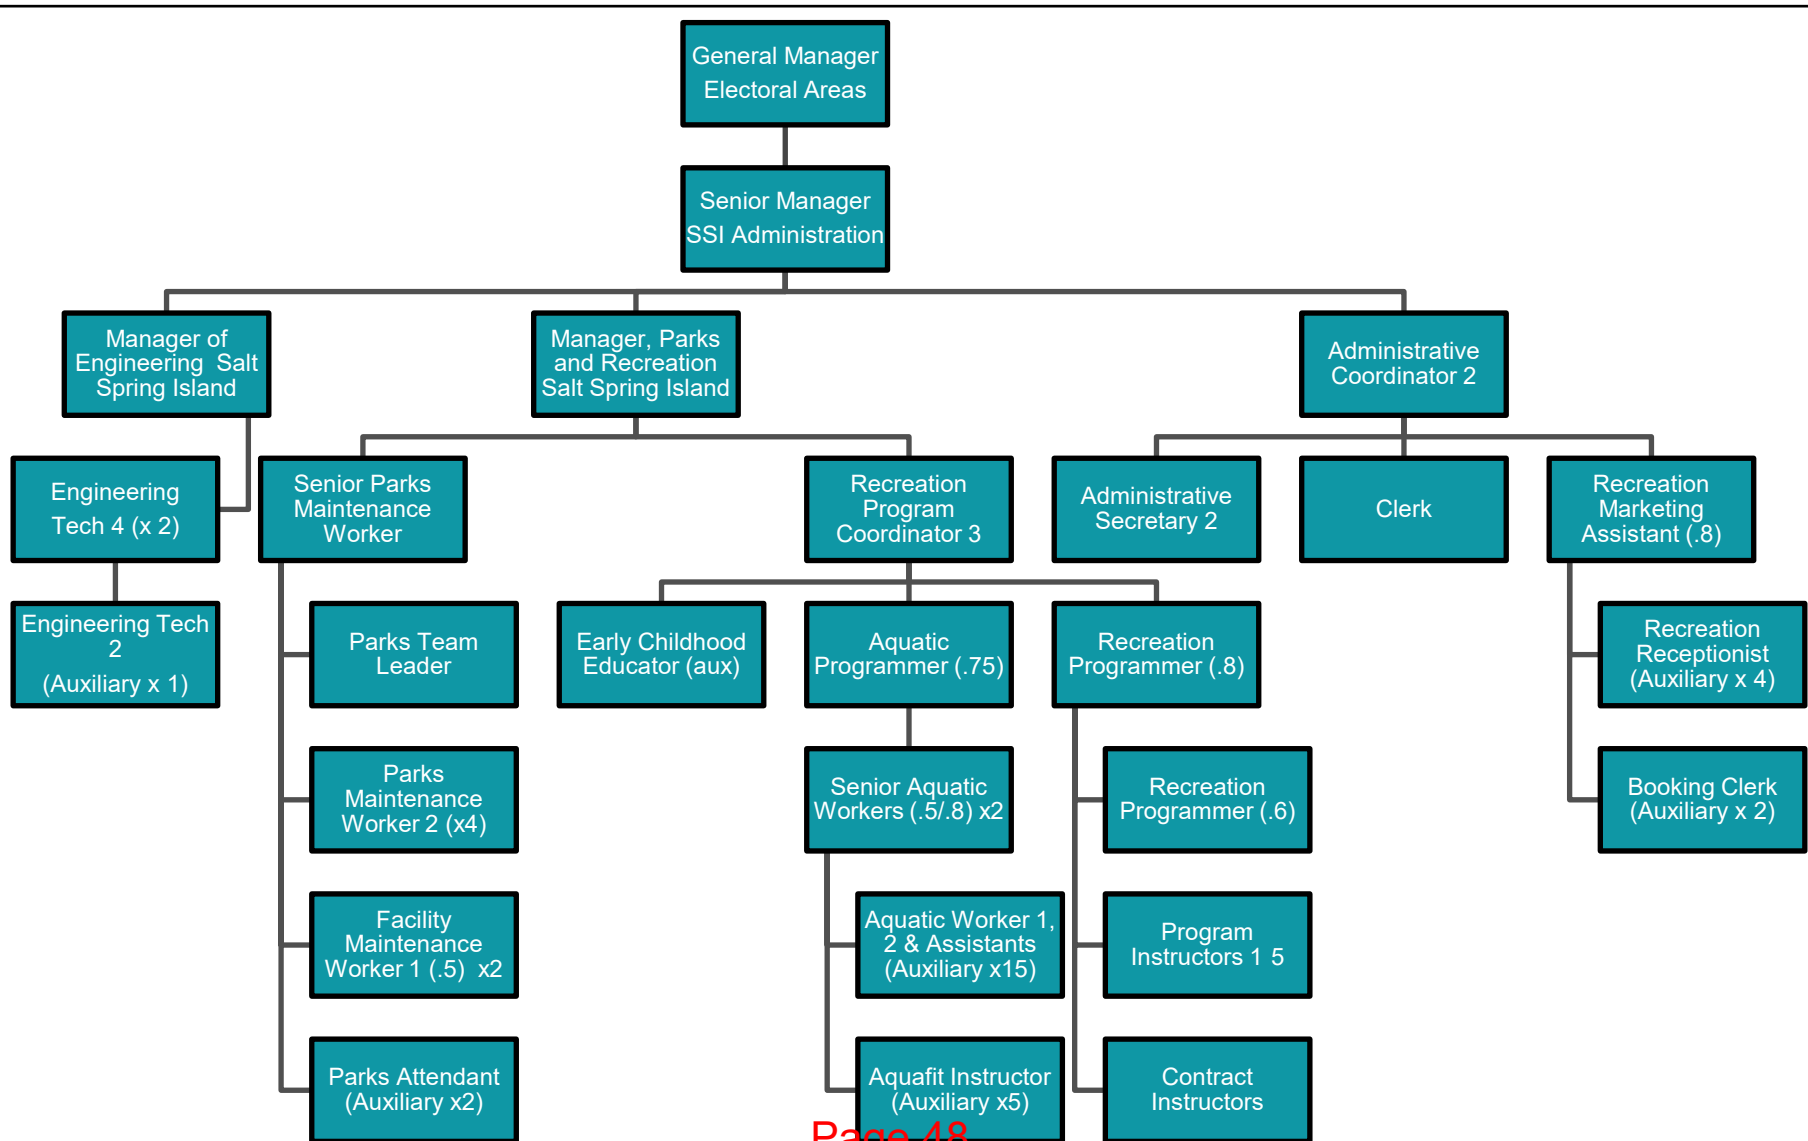 General Manager
Electoral Areas
Senior Manager
SSI Administration
Manager of
Engineering Salt
Spring Island
Manager, Parks
and Recreation
Salt Spring Island
Administrative
Coordinator 2
Engineering
Tech 4 (x 2)
Senior Parks
Maintenance
Worker
Recreation
Program
Coordinator 3
Administrative
Secretary 2
Clerk
Recreation
Marketing
Assistant (.8)
Engineering Tech
2
(Auxiliary x 1)
Parks Team
Leader
Early Childhood
Educator (aux)
Aquatic
Programmer (.75)
Recreation
Programmer (.8)
Recreation
Receptionist
(Auxiliary x 4)
Parks
Maintenance
Worker 2 (x4)
Senior Aquatic
Workers (.5/.8) x2
Recreation
Programmer (.6)
Booking Clerk
(Auxiliary x 2)
Facility
Maintenance
Worker 1 (.5) x2
Aquatic Worker 1,
2 & Assistants
(Auxiliary x15)
Program
Instructors 1 5
Parks Attendant
(Auxiliary x2)
Aquafit Instructor
(Auxiliary x5)
Contract
Instructors
Page 48